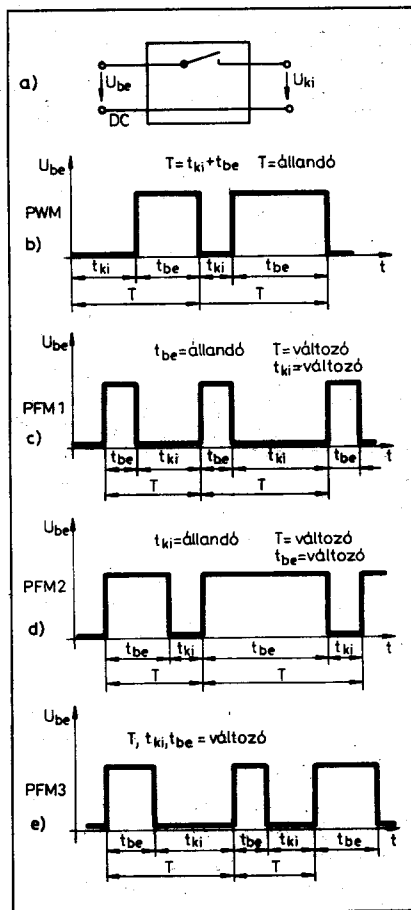 a)
U_be
U_ki
DC
U_be
T=t_ki+t_be T=állandó
PWM
b)
t_ki t_be t_ki t_be t
T T
U_be
t_be=állandó T=változó
t_ki=változó
PFM1
c)
t_be t_ki t_be t_ki t_be t
T T
t_ki=állandó T=változó
t_be=változó
U_be
PFM2
d)
t_be t_ki t_be t_ki t
T T
U_be
T, t_ki,t_be=változó
PFM3
e)
t_be t_ki t_be t_ki t_be t
T T